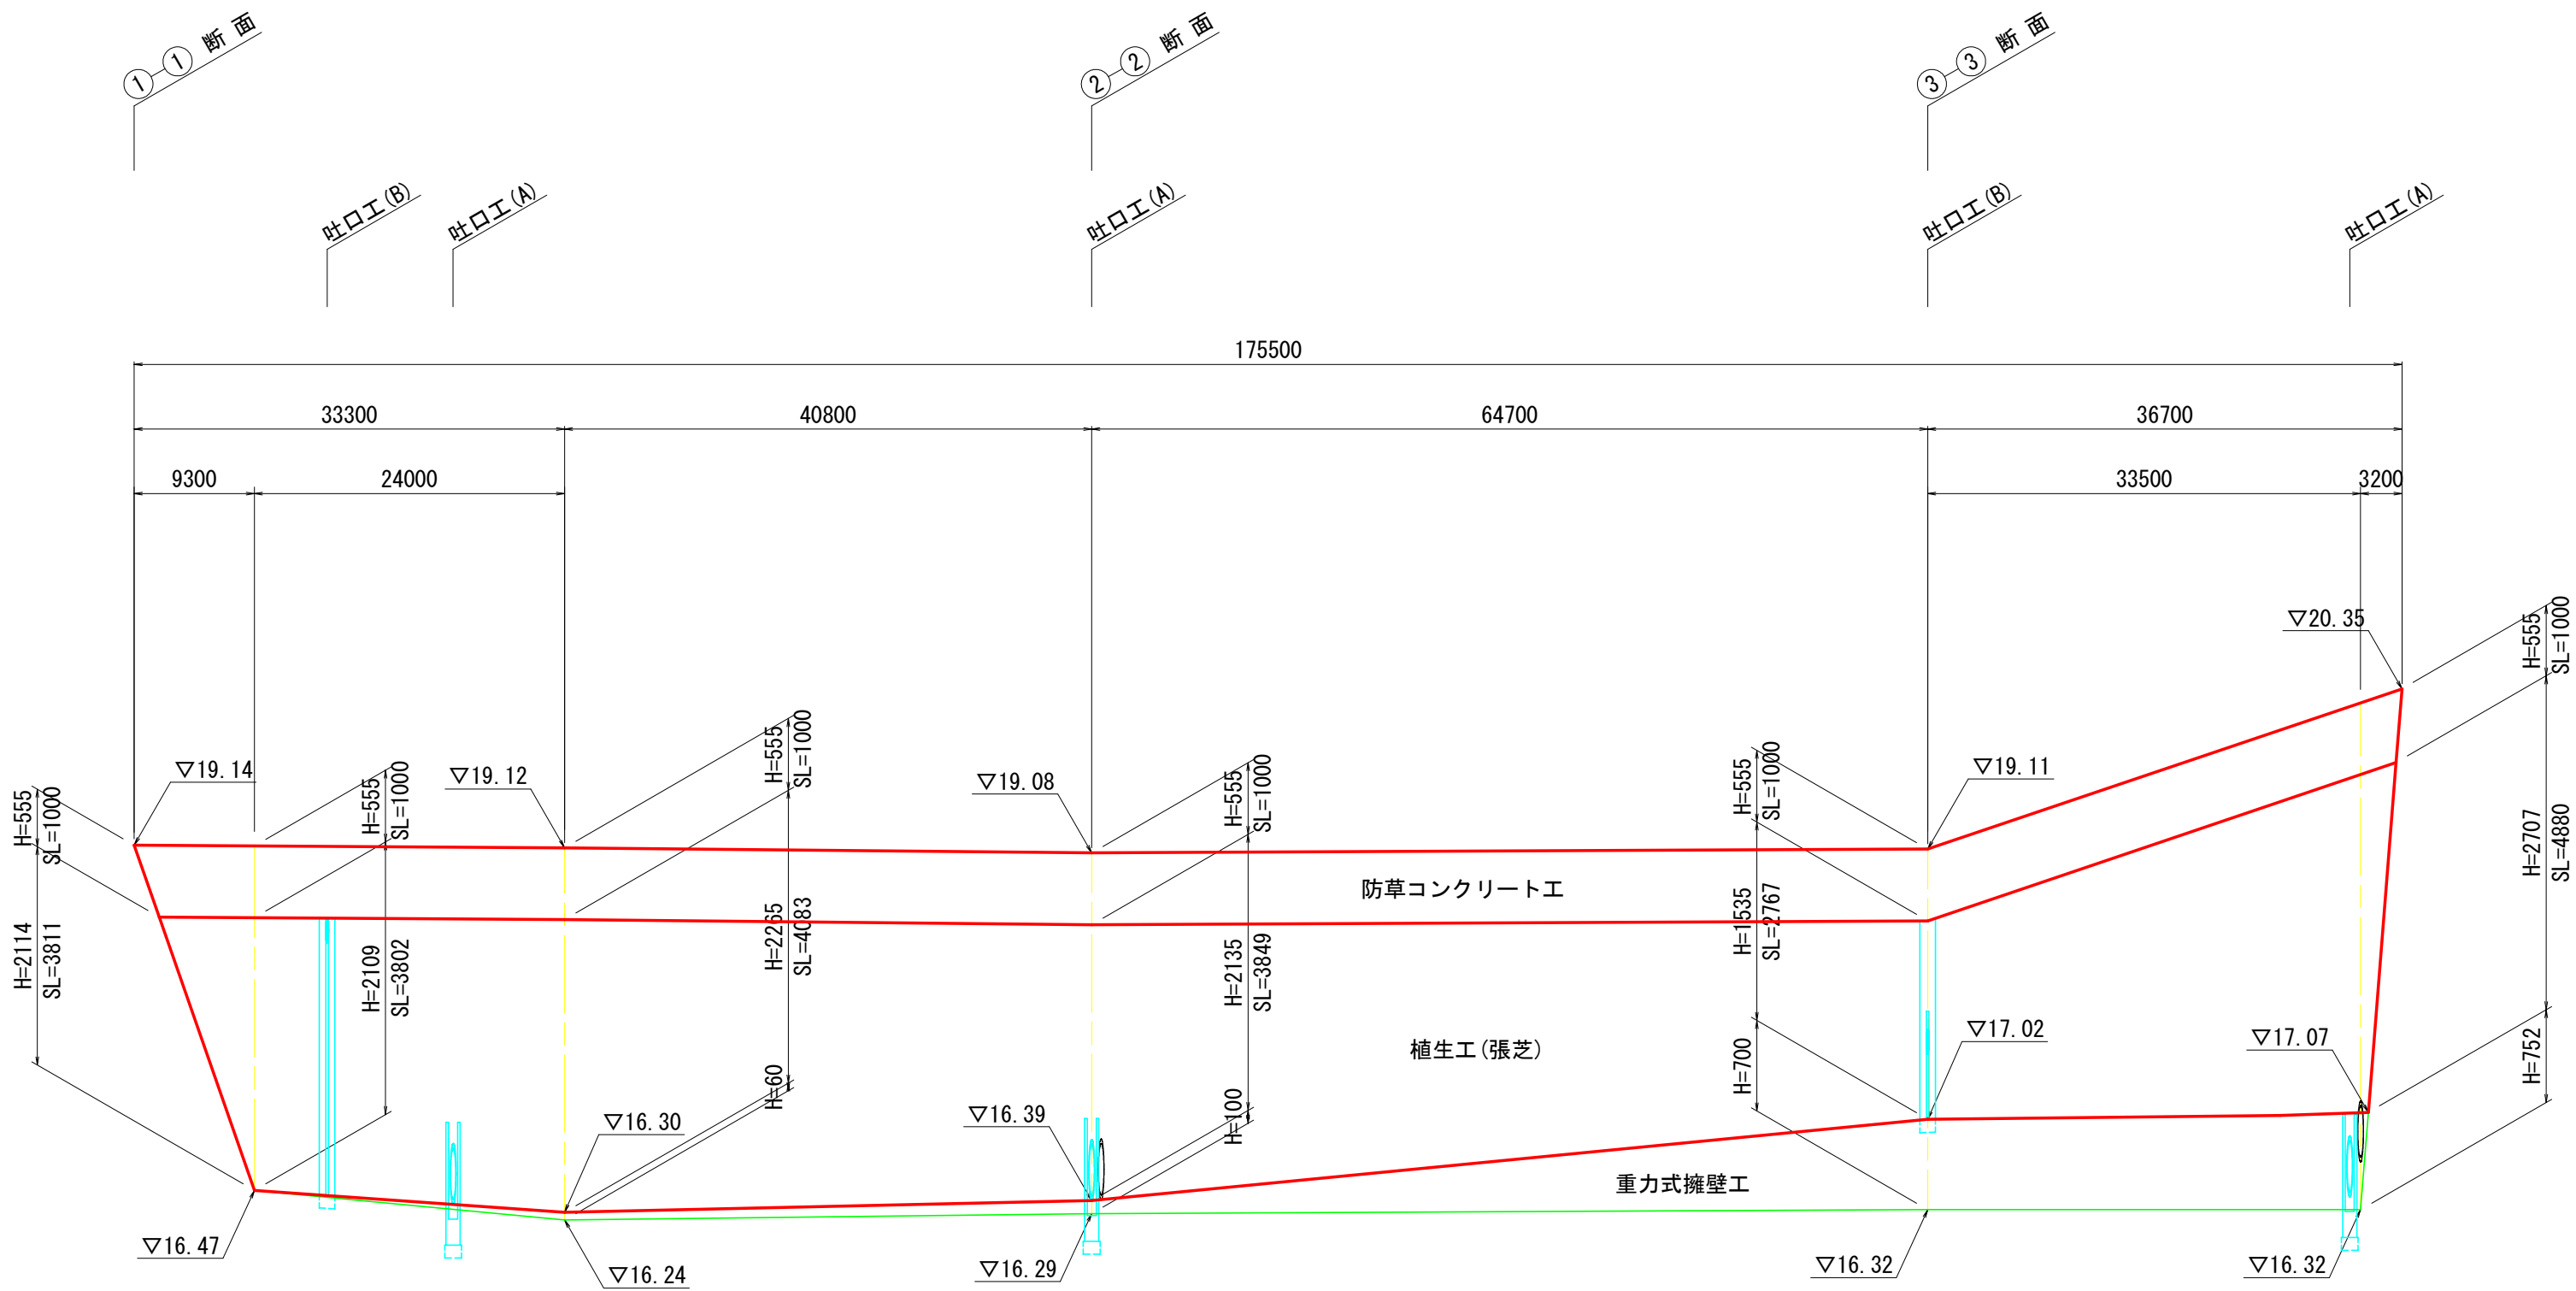 ①-① 断面
②-② 断面
③-③ 断面
吐口工(B)
吐口工(A)
吐口工(A)
吐口工(B)
吐口工(A)
175500
33300
40800
64700
36700
9300
24000
33500
3200
▽20.35
H=555
SL=1000
H=2707
SL=4880
H=752
▽19.14
▽19.12
▽19.08
▽19.11
H=555
SL=1000
H=2114
SL=3811
H=555
SL=1000
H=2109
SL=3802
H=555
SL=1000
H=2265
SL=4083
H=60
H=555
SL=1000
H=2135
SL=3849
H=100
H=555
SL=1000
H=1535
SL=2767
H=700
防草コンクリート工
植生工(張芝)
重力式擁壁工
▽17.02
▽17.07
▽16.30
▽16.39
▽16.47
▽16.24
▽16.29
▽16.32
▽16.32